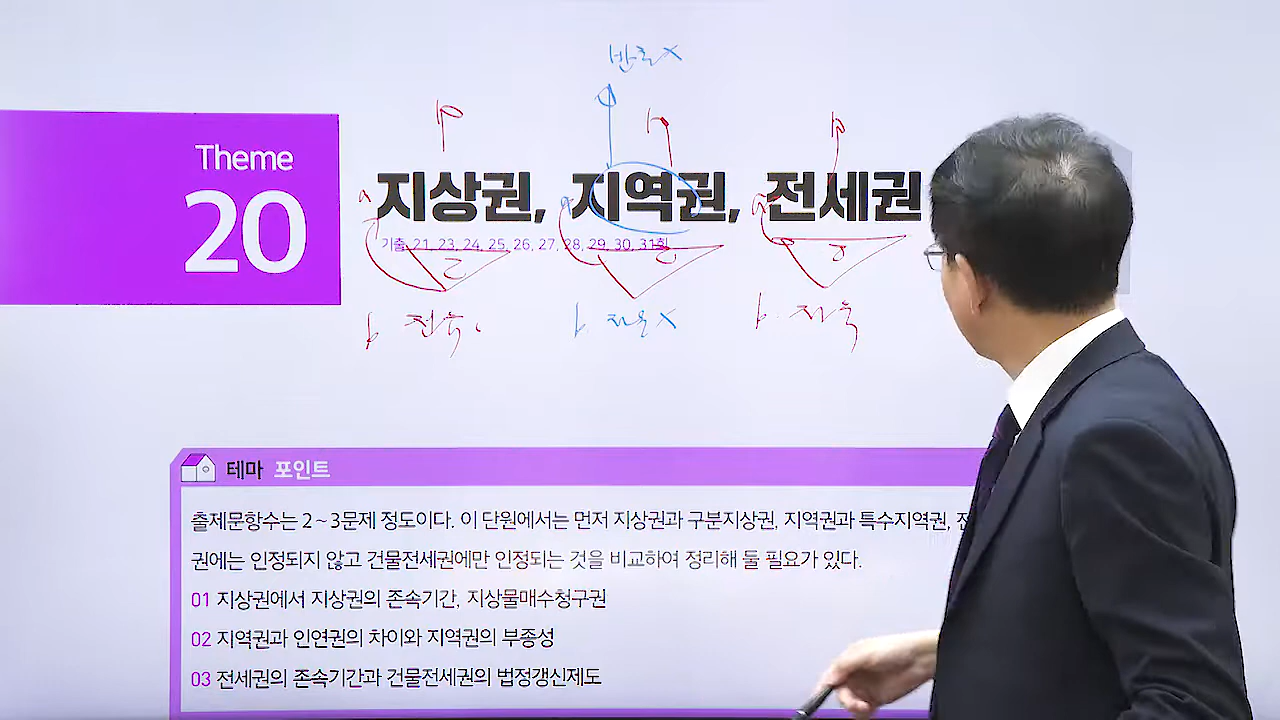 반환X
Theme
20
지상권, 지역권, 전세권
기출 21, 23, 24, 25, 26, 27, 28, 29, 30, 31회
테마 포인트
출제문항수는 2~3문제 정도이다. 이 단원에서는 먼저 지상권과 구분지상권, 지역권과 특수지역권, 전
권에는 인정되지 않고 건물전세권에만 인정되는 것을 비교하여 정리해 둘 필요가 있다.
01 지상권에서 지상권의 존속기간, 지상물매수청구권
02 지역권과 인연권의 차이와 지역권의 부종성
03 전세권의 존속기간과 건물전세권의 법정갱신제도